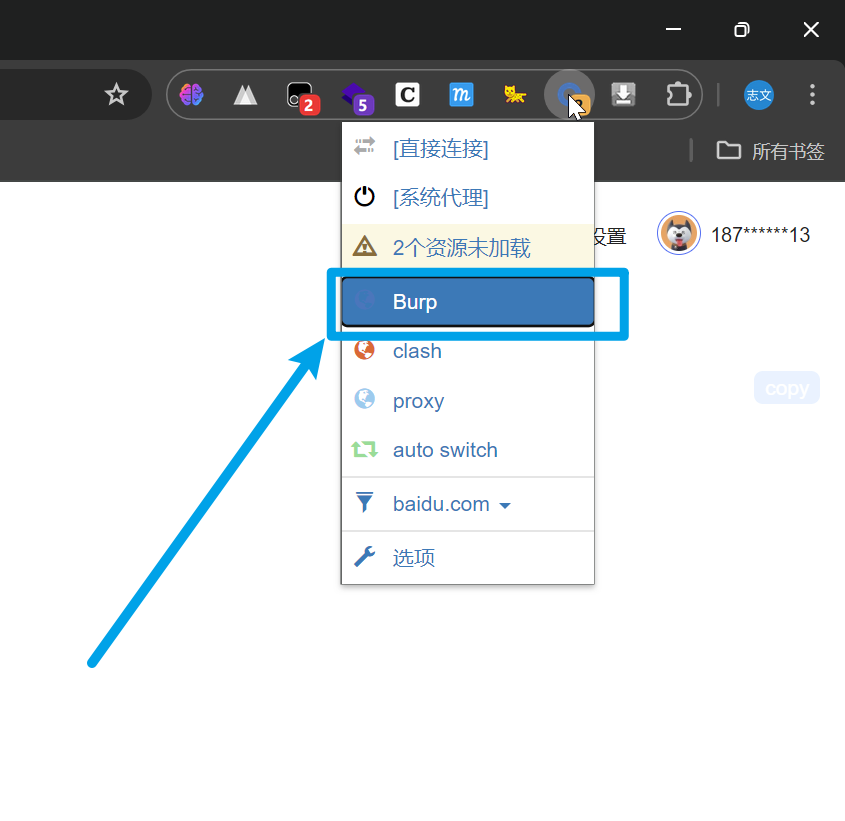 2
5
C
m
志文
所有书签
[直接连接]
[系统代理]
2个资源未加载
设置
187******13
Burp
clash
copy
proxy
auto switch
baidu.com
选项